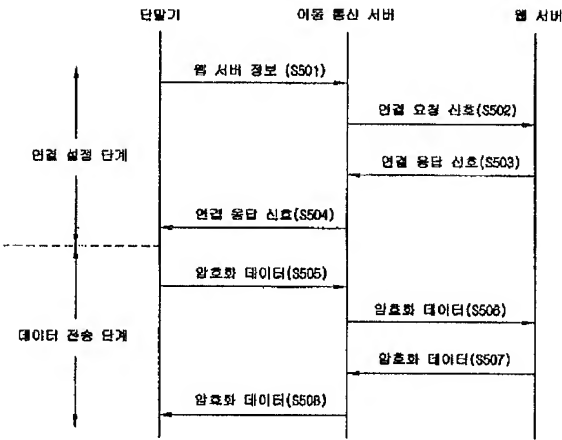 단말기
이동 통신 서버
웹 서버
웹 서버 정보 (S501)
연결 요청 신호(S502)
연결 응답 신호(S503)
연결 설정 단계
연결 응답 신호(S504)
암호화 데이터(S505)
암호화 데이터(S506)
데이터 전송 단계
암호화 데이터(S507)
암호화 데이터(S508)